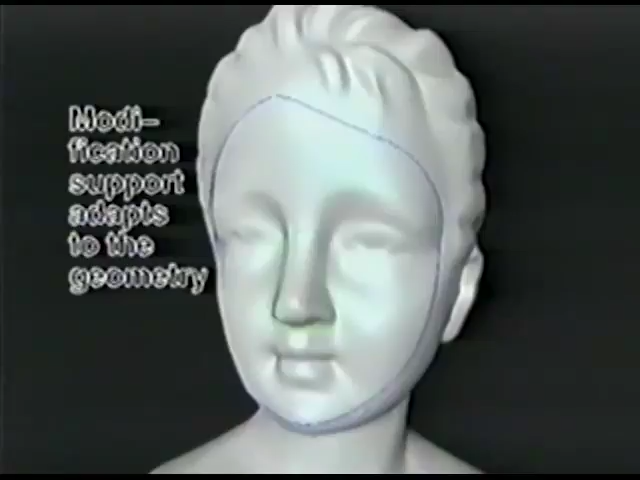 Modi-
fication
support
adapts
to the
geometry